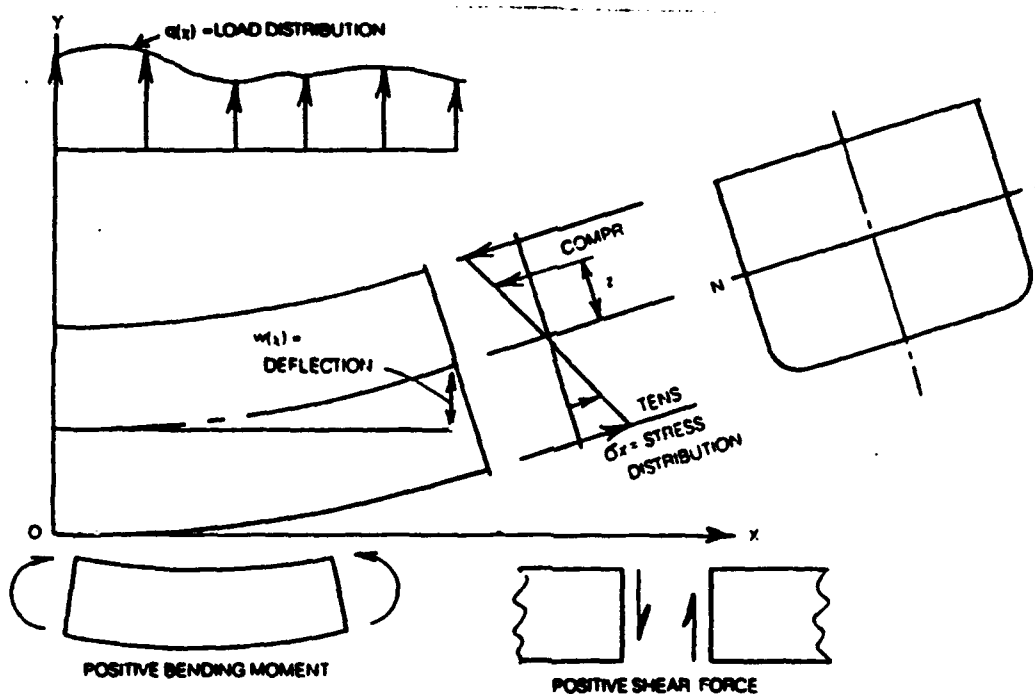 Y
q(x) = LOAD DISTRIBUTION
COMPR
z
N
w(x) =
DEFLECTION
TENS
σx = STRESS
DISTRIBUTION
O
X
POSITIVE BENDING MOMENT
POSITIVE SHEAR FORCE